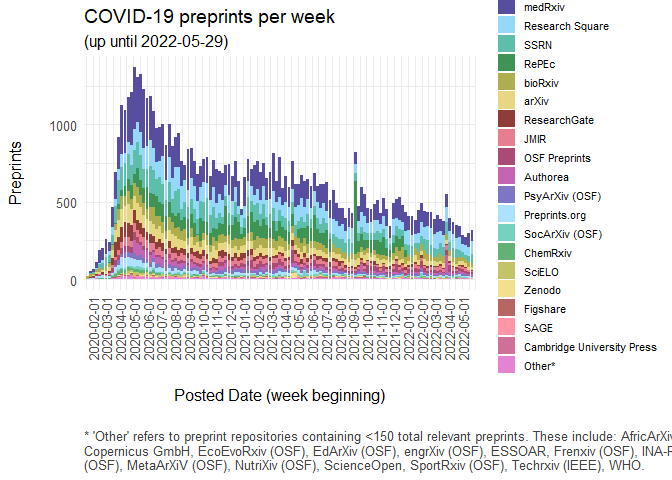 COVID-19 preprints per week
(up until 2022-05-29)
Preprints
1000
500
0
2020-02-01
2020-03-01
2020-04-01
2020-05-01
2020-06-01
2020-07-01
2020-08-01
2020-09-01
2020-10-01
2020-11-01
2020-12-01
2021-01-01
2021-02-01
2021-03-01
2021-04-01
2021-05-01
2021-06-01
2021-07-01
2021-08-01
2021-09-01
2021-10-01
2021-11-01
2021-12-01
2022-01-01
2022-02-01
2022-03-01
2022-04-01
2022-05-01
Posted Date (week beginning)
medRxiv
Research Square
SSRN
RePEc
bioRxiv
arXiv
ResearchGate
JMIR
OSF Preprints
Authorea
PsyArXiv (OSF)
Preprints.org
SocArXiv (OSF)
ChemRxiv
SciELO
Zenodo
Figshare
SAGE
Cambridge University Press
Other*
* 'Other' refers to preprint repositories containing <150 total relevant preprints. These include: AfricArXiv
Copernicus GmbH, EcoEvoRxiv (OSF), EdArXiv (OSF), engrXiv (OSF), ESSOAR, Frenxiv (OSF), INA-R
(OSF), MetaArXiV (OSF), NutriXiv (OSF), ScienceOpen, SportRxiv (OSF), Techrxiv (IEEE), WHO.